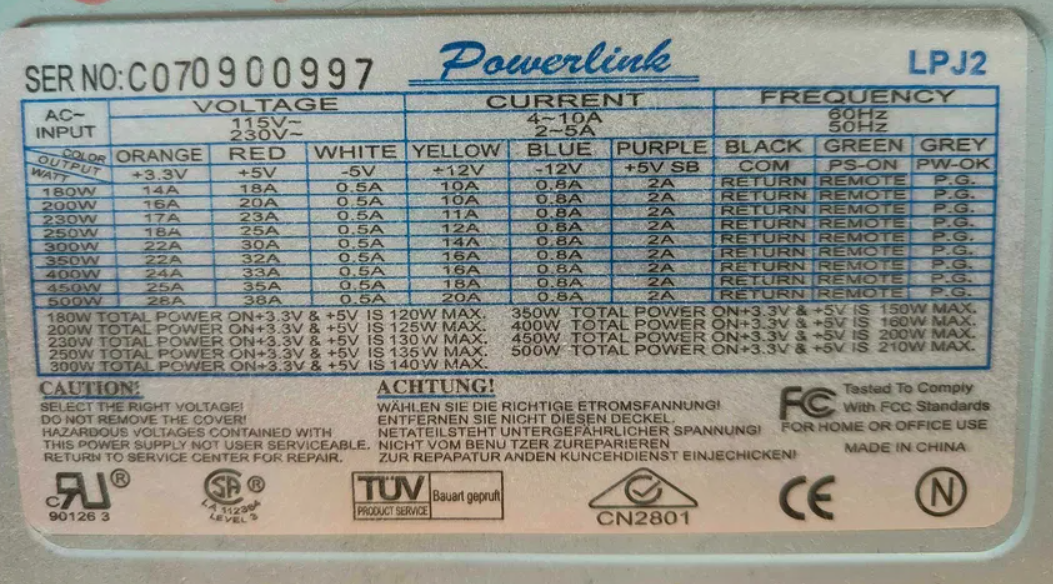 SER NO:C070900997 Powerlink LPJ2
AC~ INPUT VOLTAGE CURRENT FREQUENCY
115V~ 4~10A 60Hz
230V~ 2~5A 50Hz
COLOR OUTPUT WATT ORANGE RED WHITE YELLOW BLUE PURPLE BLACK GREEN GREY
+3.3V +5V -5V +12V -12V +5V SB COM PS-ON PW-OK
180W 14A 18A 0.5A 10A 0.8A 2A RETURN REMOTE P.G.
200W 16A 20A 0.5A 10A 0.8A 2A RETURN REMOTE P.G.
230W 17A 23A 0.5A 11A 0.8A 2A RETURN REMOTE P.G.
250W 18A 25A 0.5A 12A 0.8A 2A RETURN REMOTE P.G.
300W 22A 30A 0.5A 14A 0.8A 2A RETURN REMOTE P.G.
350W 22A 32A 0.5A 16A 0.8A 2A RETURN REMOTE P.G.
400W 24A 33A 0.5A 16A 0.8A 2A RETURN REMOTE P.G.
450W 25A 35A 0.5A 18A 0.8A 2A RETURN REMOTE P.G.
500W 28A 38A 0.5A 20A 0.8A 2A RETURN REMOTE P.G.
180W TOTAL POWER ON+3.3V & +5V IS 120W MAX. 350W TOTAL POWER ON+3.3V & +5V IS 150W MAX.
200W TOTAL POWER ON+3.3V & +5V IS 125W MAX. 400W TOTAL POWER ON+3.3V & +5V IS 160W MAX.
230W TOTAL POWER ON+3.3V & +5V IS 130W MAX. 450W TOTAL POWER ON+3.3V & +5V IS 200W MAX.
250W TOTAL POWER ON+3.3V & +5V IS 135W MAX. 500W TOTAL POWER ON+3.3V & +5V IS 210W MAX.
300W TOTAL POWER ON+3.3V & +5V IS 140W MAX.
CAUTION!
SELECT THE RIGHT VOLTAGE!
DO NOT REMOVE THE COVER!
HAZARDOUS VOLTAGES CONTAINED WITH
THIS POWER SUPPLY NOT USER SERVICEABLE.
RETURN TO SERVICE CENTER FOR REPAIR.
ACHTUNG!
WÄHLEN SIE DIE RICHTIGE ETROMSFANNUNG!
ENTFERNEN SIE NICHT DIESEN DECKEL,
NETATEILSTEHT UNTERGEFÄHRLICHER SPANNUNG!
NICHT VOM BENU TZER ZUREPARIEREN
ZUR REPAPATUR ANDEN KUNCEHDIENST EINJECHICKEN!
FC Tested To Comply
With FCC Standards
FOR HOME OR OFFICE USE
MADE IN CHINA
C RU ®
90126 3
SA ®
LEVEL 3
TÜV Bauart geprüft
PRODUCT SERVICE
CN2801
CE
N